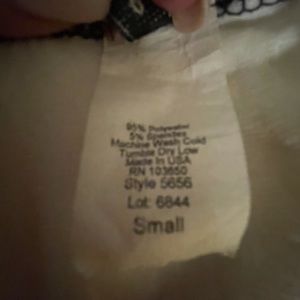 95% Polyester
5% Spandex
Machine Wash Cold
Tumble Dry Low
Made In USA
RN 103650
Style 5656
Lot: 6844
Small